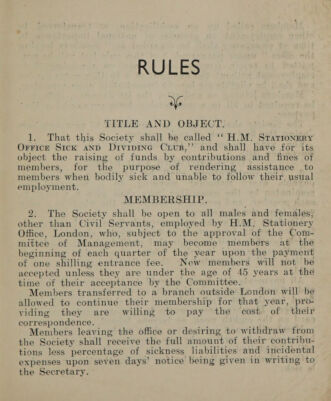 RULES
TITLE AND OBJECT.
1. That this Society shall be called " H.M. STATIONERY
OFFICE SICK AND DIVIDING CLUB," and shall have for its
object the raising of funds by contributions and fines of
members, for the purpose of rendering assistance to
members when bodily sick and unable to follow their usual
employment.
MEMBERSHIP.
2. The Society shall be open to all males and females,
other than Civil Servants, employed by H.M. Stationery
Office, London, who, subject to the approval of the Com-
mittee of Management, may become members at the
beginning of each quarter of the year upon the payment
of one shilling entrance fee. New members will not be
accepted unless they are under the age of 45 years at the
time of their acceptance by the Committee.
Members transferred to a branch outside London will be
allowed to continue their membership for that year, pro-
viding they are willing to pay the cost of their
correspondence.
Members leaving the office or desiring to withdraw from
the Society shall receive the full amount of their contribu-
tions less percentage of sickness liabilities and incidental
expenses upon seven days' notice being given in writing to
the Secretary.